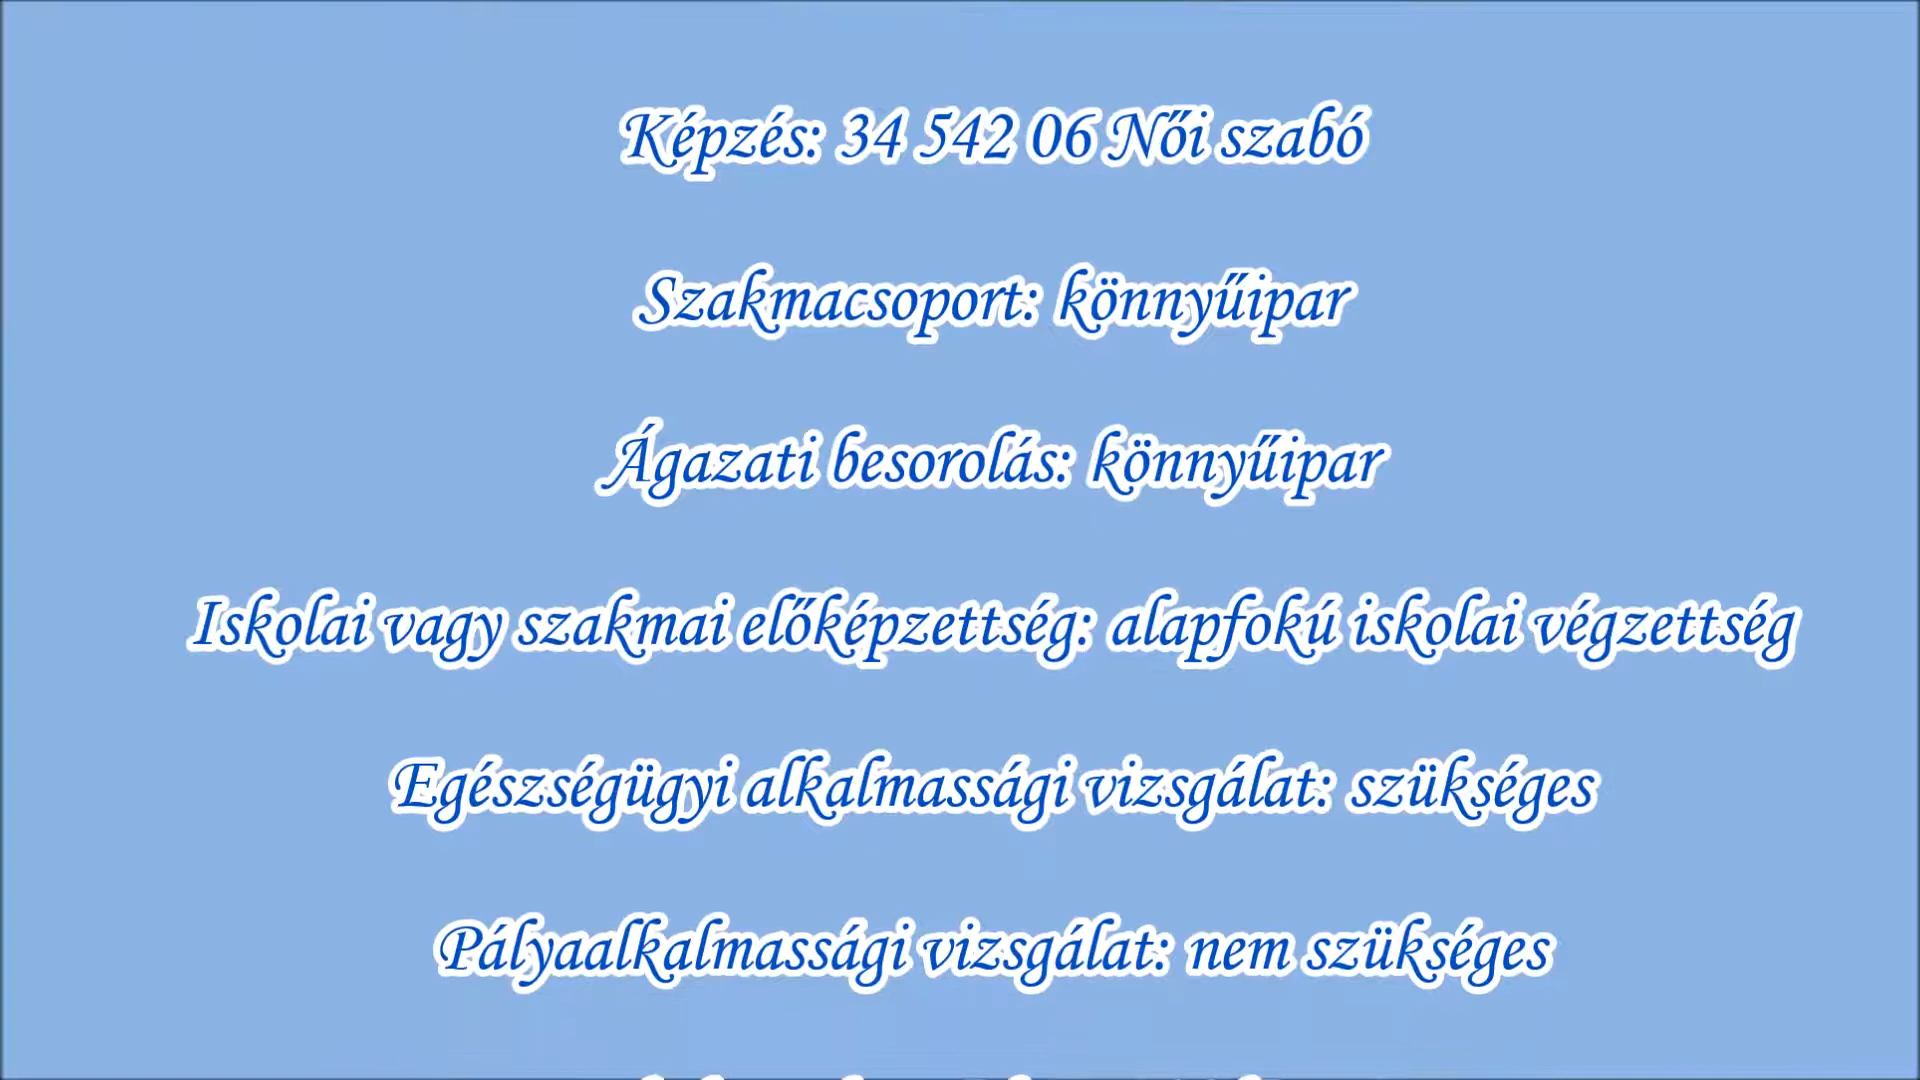 Képzés: 34 542 06 Női szabó
Szakmacsoport: könnyűipar
Ágazati besorolás: könnyűipar
Iskolai vagy szakmai előképzettség: alapfokú iskolai végzettség
Egészségügyi alkalmassági vizsgálat: szükséges
Pályaalkalmassági vizsgálat: nem szükséges